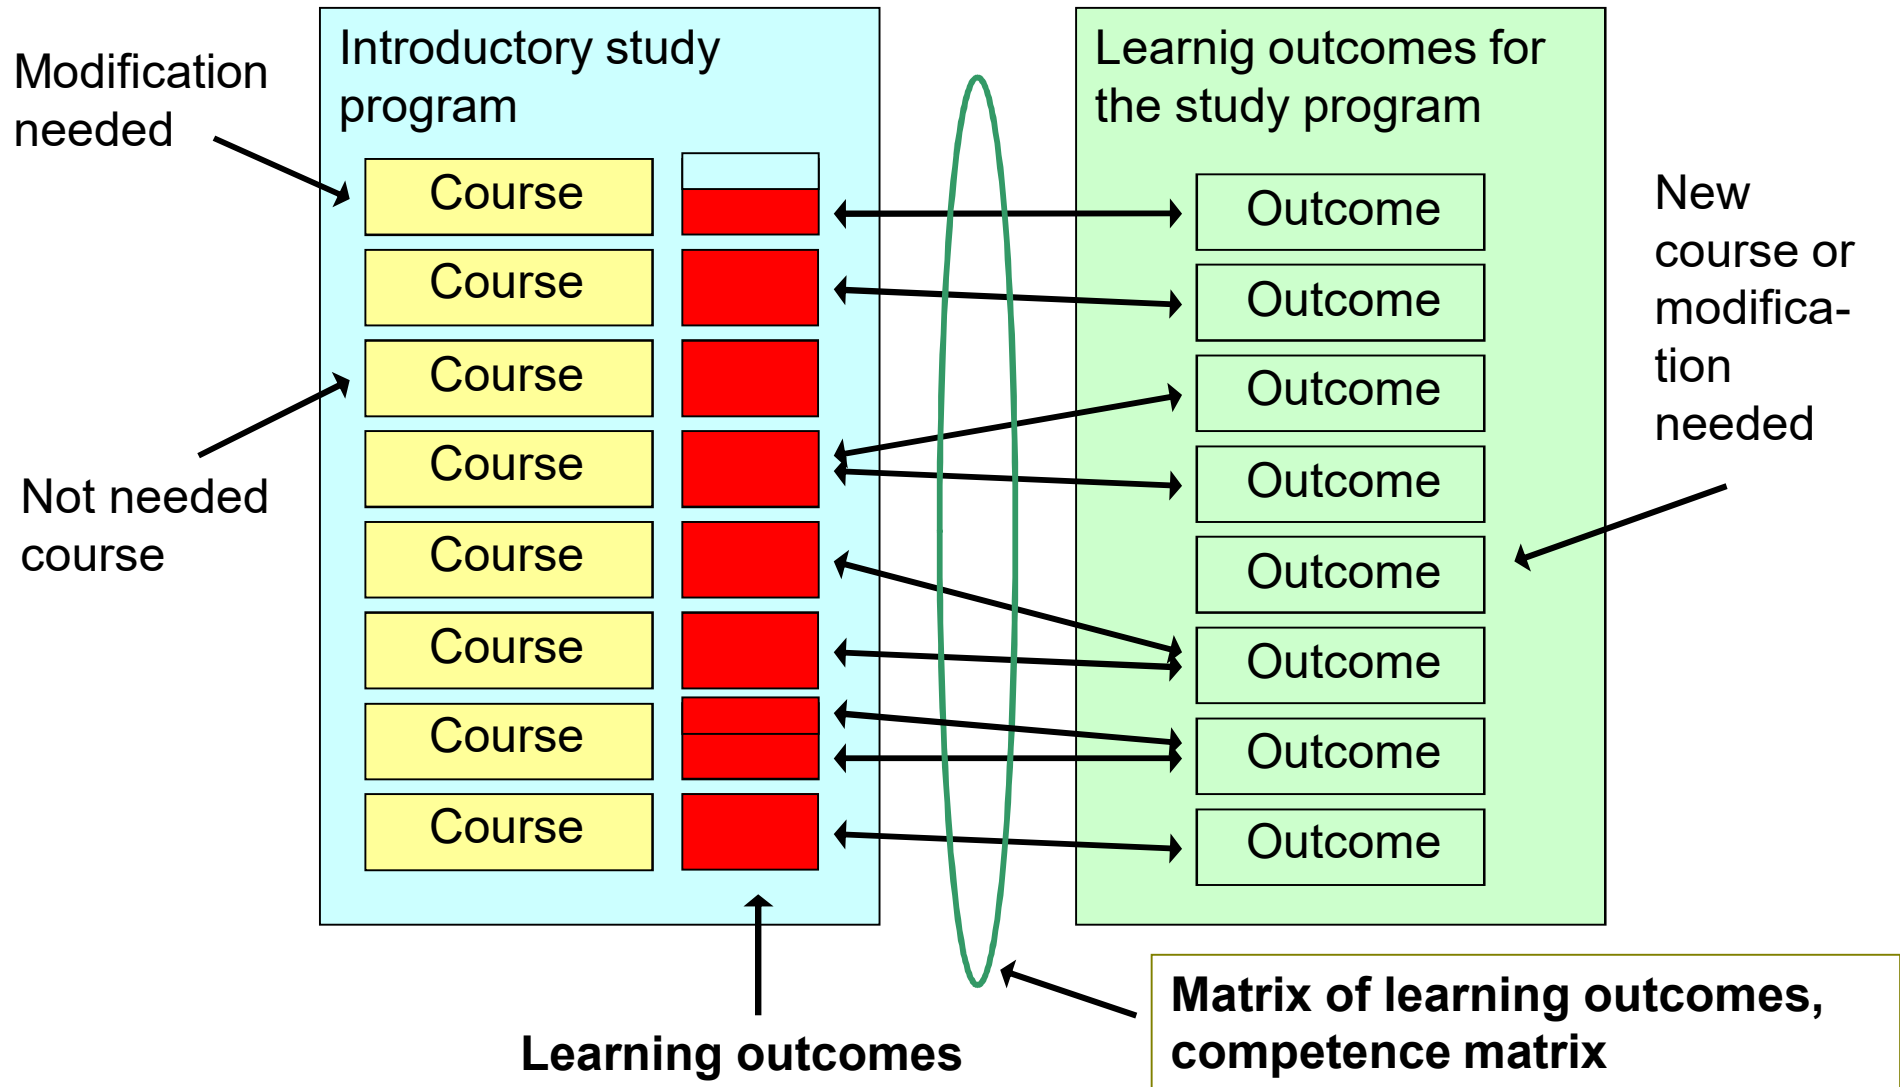 Modification
needed
Not needed
course
Introductory study
program
Course
Course
Course
Course
Course
Course
Course
Course
Learning outcomes
Learnig outcomes for
the study program
Outcome
Outcome
Outcome
Outcome
Outcome
Outcome
Outcome
Outcome
New
course or
modifica-
tion
needed
Matrix of learning outcomes,
competence matrix